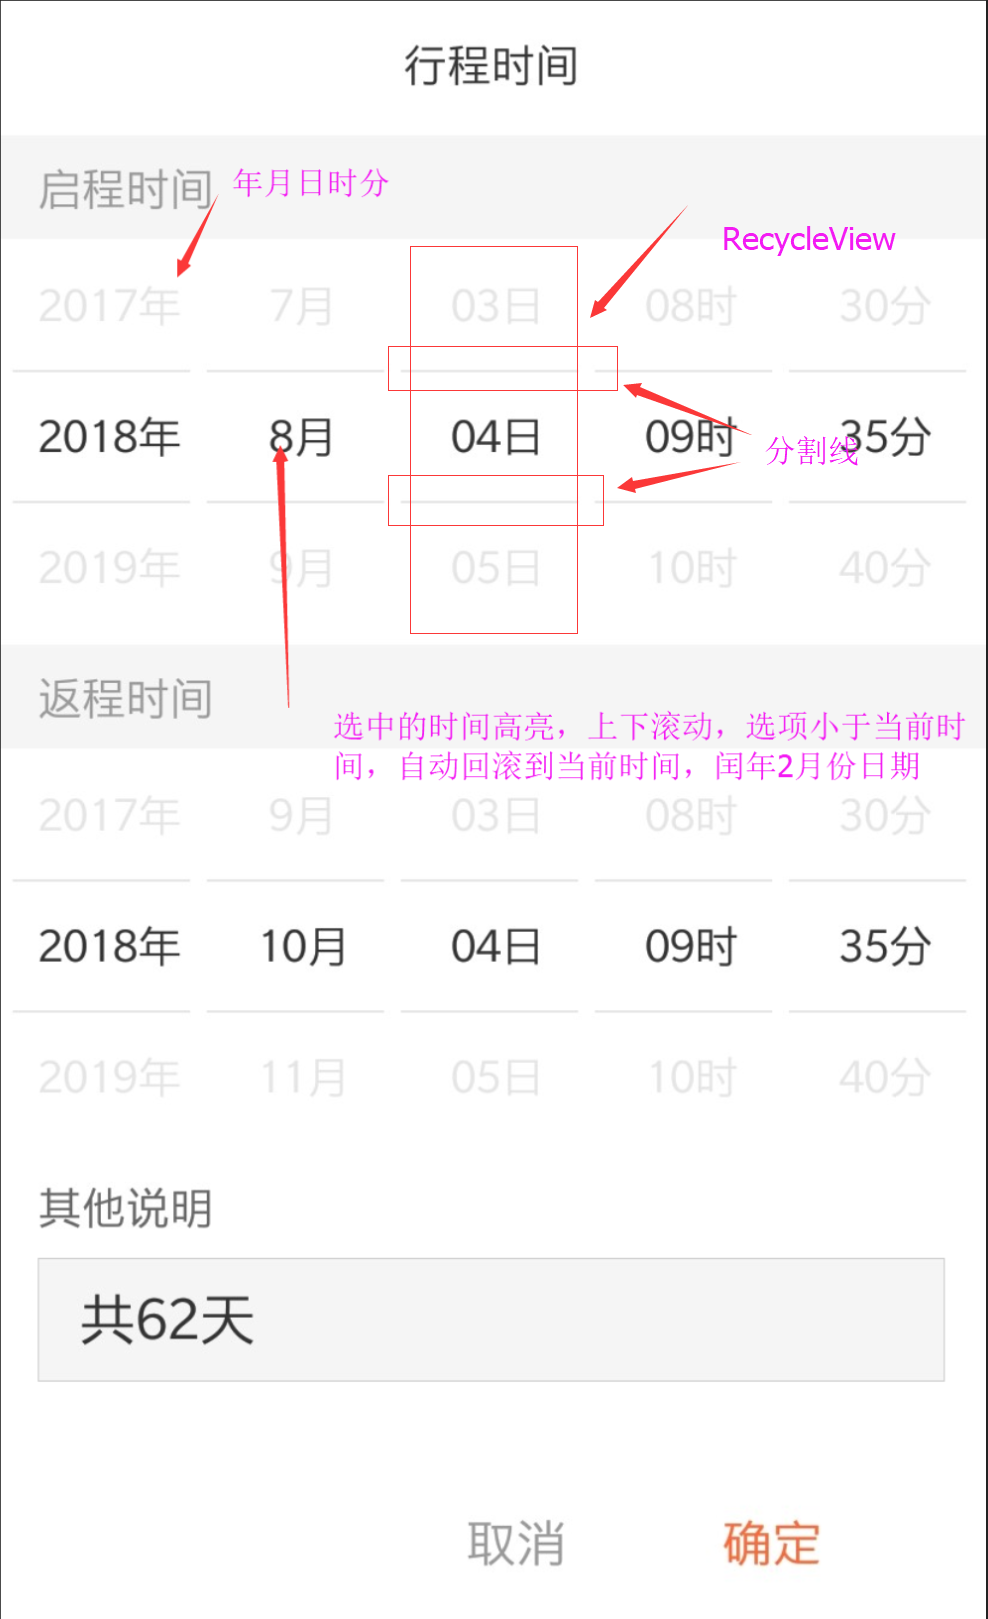 行程时间
启程时间
年月日时分
RecycleView
2017年 7月 03日 08时 30分
2018年 8月 04日 09时 35分
分割线
2019年 9月 05日 10时 40分
返程时间
选中的时间高亮，上下滚动，选项小于当前时
间，自动回滚到当前时间，闰年2月份日期
2017年 9月 03日 08时 30分
2018年 10月 04日 09时 35分
2019年 11月 05日 10时 40分
其他说明
共62天
取消 确定